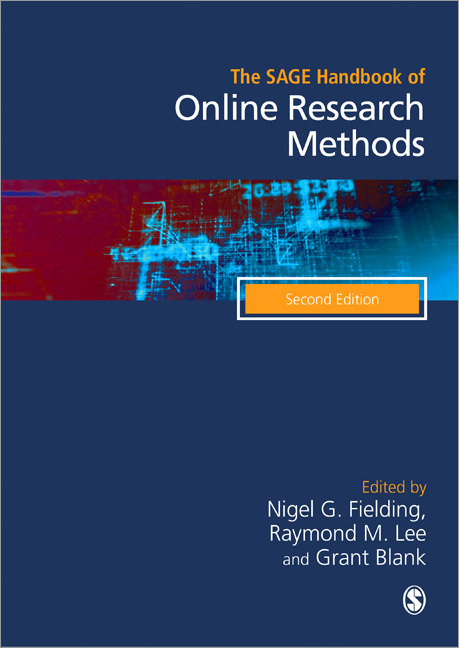 The SAGE Handbook of
Online Research
Methods
Second Edition
Edited by
Nigel G. Fielding,
Raymond M. Lee
and Grant Blank
S